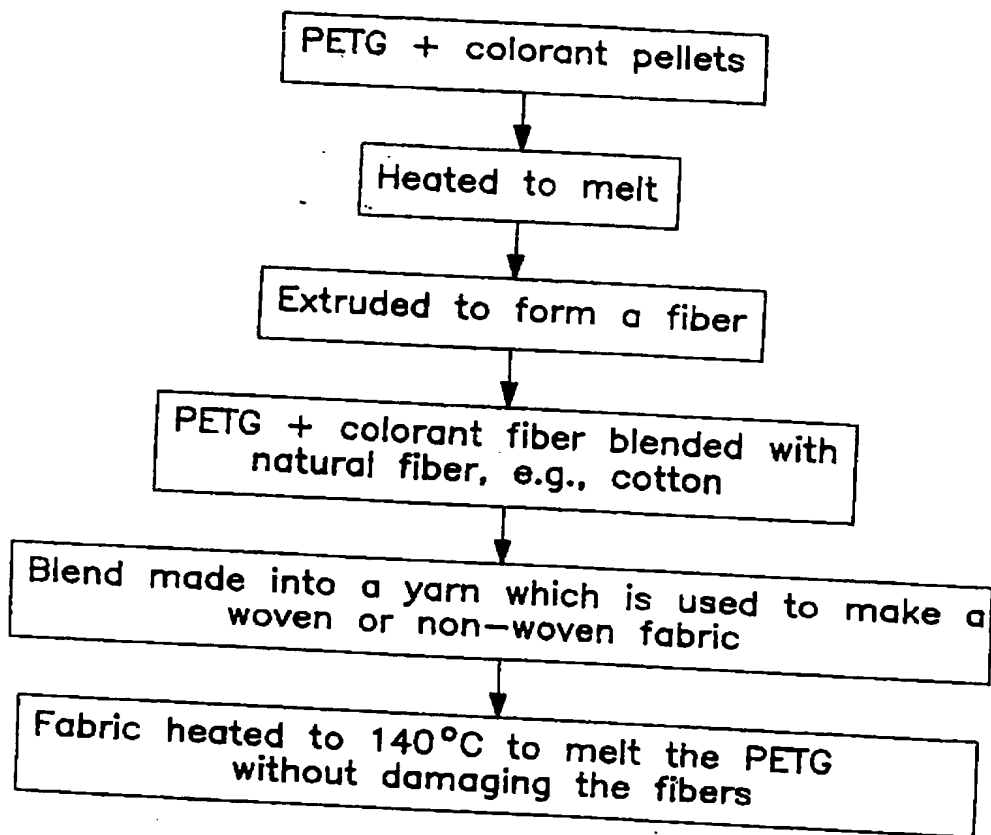 PETG + colorant pellets
Heated to melt
Extruded to form a fiber
PETG + colorant fiber blended with
natural fiber, e.g., cotton
Blend made into a yarn which is used to make a
woven or non-woven fabric
Fabric heated to 140°C to melt the PETG
without damaging the fibers